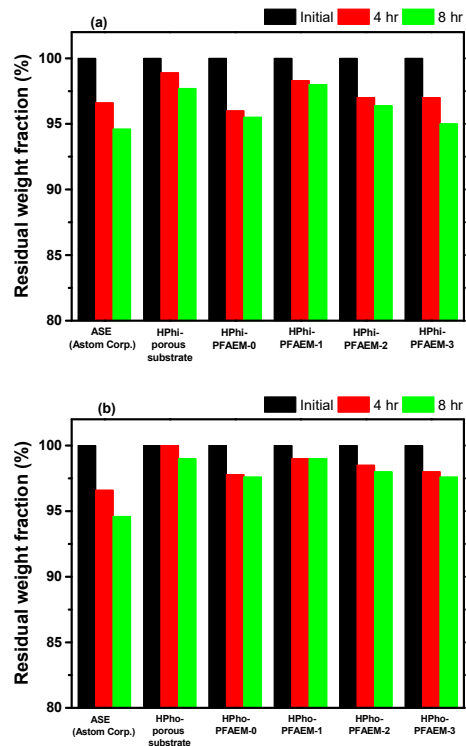 (a)
Initial 4 hr 8 hr
Residual weight fraction (%)
100
95
90
85
80
ASE
(Astom Corp.)
HPhi-
porous
substrate
HPhi-
PFAEM-0
HPhi-
PFAEM-1
HPhi-
PFAEM-2
HPhi-
PFAEM-3
(b)
Initial 4 hr 8 hr
Residual weight fraction (%)
100
95
90
85
80
ASE
(Astom Corp.)
HPho-
porous
substrate
HPho-
PFAEM-0
HPho-
PFAEM-1
HPho-
PFAEM-2
HPho-
PFAEM-3